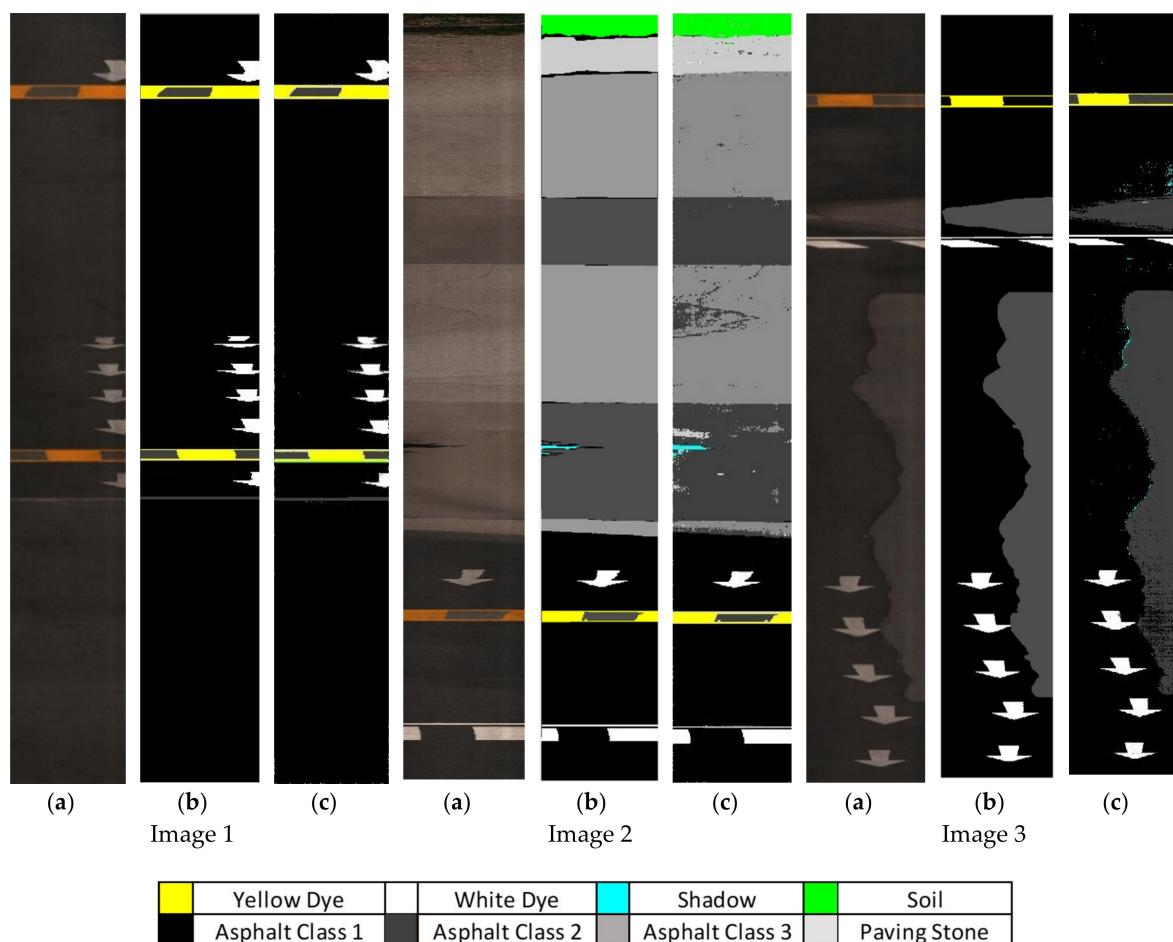 (a) (b) (c) (a) (b) (c) (a) (b) (c)
Image 1 Image 2 Image 3
Yellow Dye White Dye Shadow Soil
Asphalt Class 1 Asphalt Class 2 Asphalt Class 3 Paving Stone